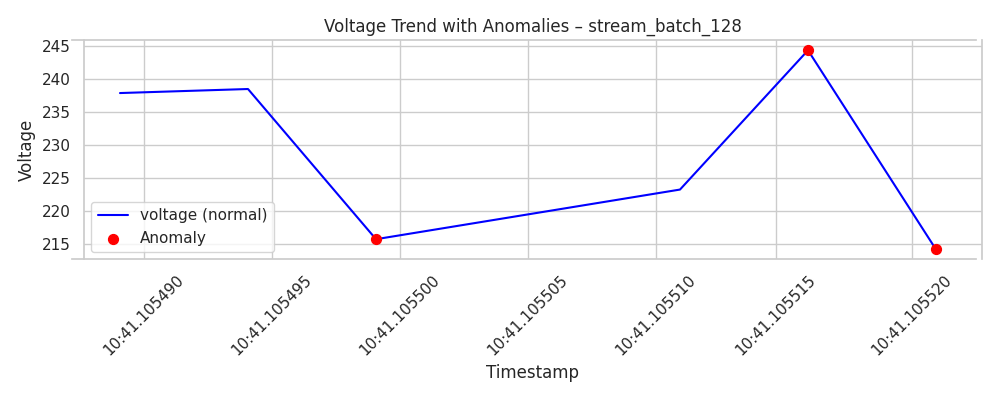 Voltage Trend with Anomalies – stream_batch_128
Voltage
245
240
235
230
225
220
215
voltage (normal)
Anomaly
10:41.105490
10:41.105495
10:41.105500
10:41.105505
10:41.105510
10:41.105515
10:41.105520
Timestamp